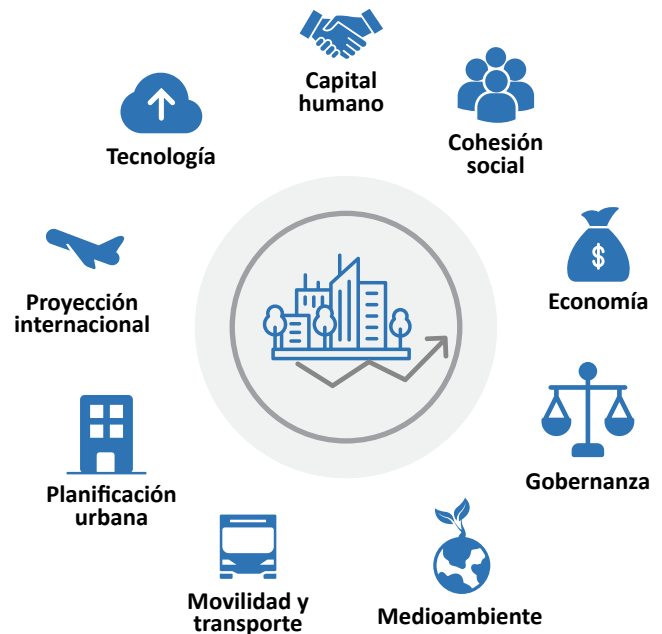 Capital
humano
Cohesión
social
Economía
$
Gobernanza
Medioambiente
Movilidad y
transporte
Planificación
urbana
Proyección
internacional
Tecnología